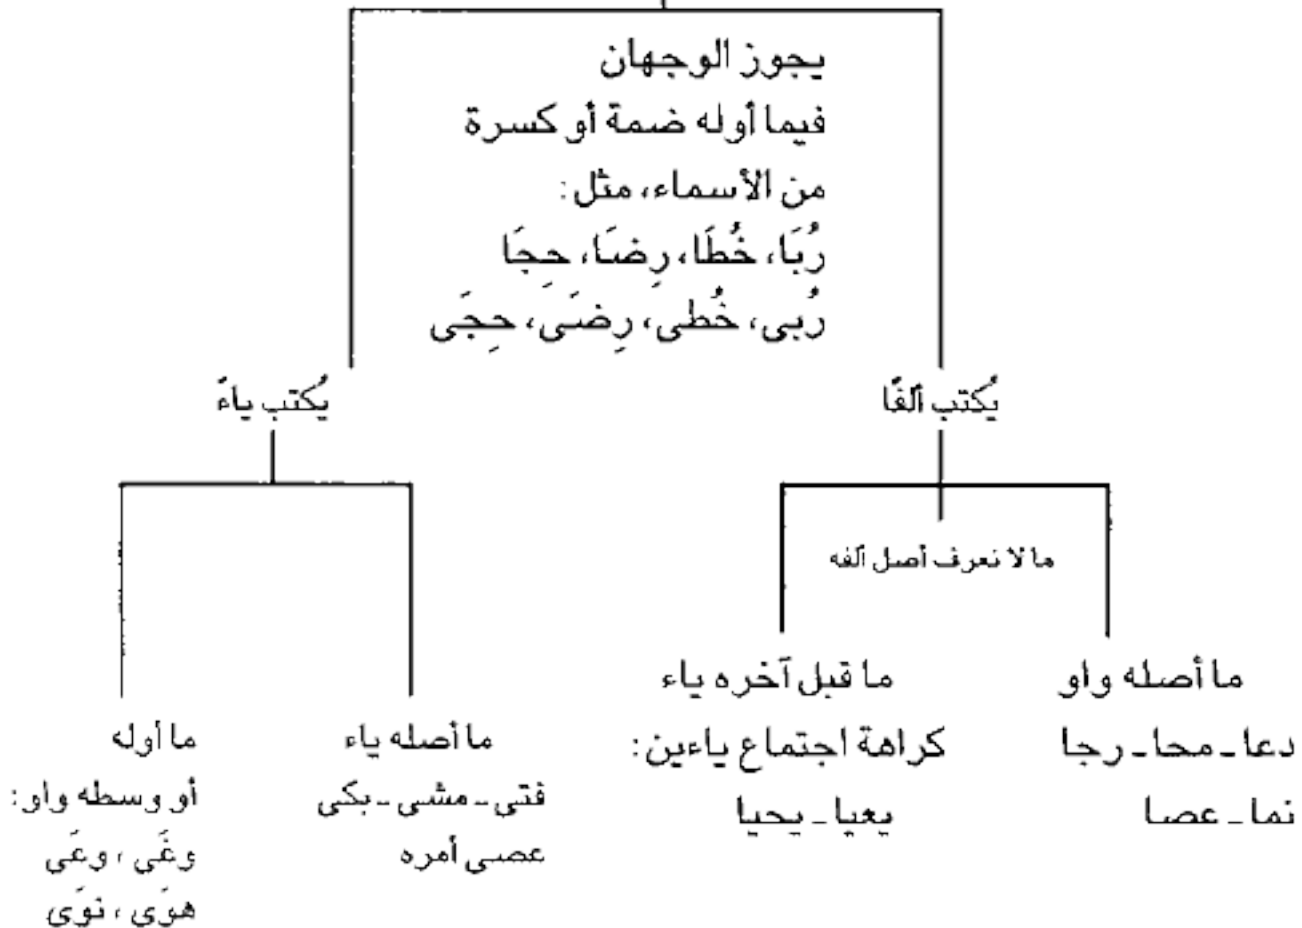 يجوز الوجهان
فيما أوله ضمة أو كسرة
من الأسماء، مثل:
رُبَا، خُطَا، رِضَا، حِجَا
رُبى، خُطى، رِضَى، حِجَى
يُكتب ألفًا
يُكتب ياءً
ما لا نعرف أصل ألفه
ما أصله واو
دعا ـ محا ـ رجا
نما ـ عصا
ما قبل آخره ياء
كراهة اجتماع ياءين:
يعيا ـ يحيا
ما أصله ياء
فتى ـ مشى ـ بكى
عصى أمره
ما أوله
أو وسطه واو:
وغَى، وعَى
هوَى، نوَى